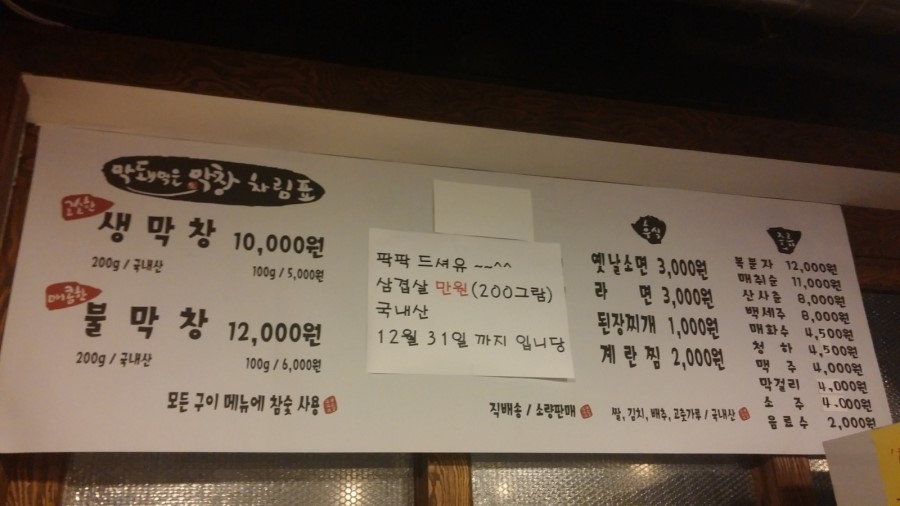 막돼먹은 막창 차림표
고소한
생막창 10,000원
200g / 국내산 100g / 5,000원
매콤한
불막창 12,000원
200g / 국내산 100g / 6,000원
모든 구이 메뉴에 참숯 사용
팍팍 드셔유 ~~^^
삼겹살 만원(200그람)
국내산
12월 31일 까지 입니당
직배송 / 소량판매
후식
옛날소면 3,000원
라면 3,000원
된장찌개 1,000원
계란찜 2,000원
쌀, 김치, 배추, 고춧가루 / 국내산
주류
복분자 12,000원
매취순 11,000원
산사춘 8,000원
백세주 8,000원
매화수 4,500원
청하 4,500원
맥주 4,000원
막걸리 4,000원
소주 4,000원
음료수 2,000원